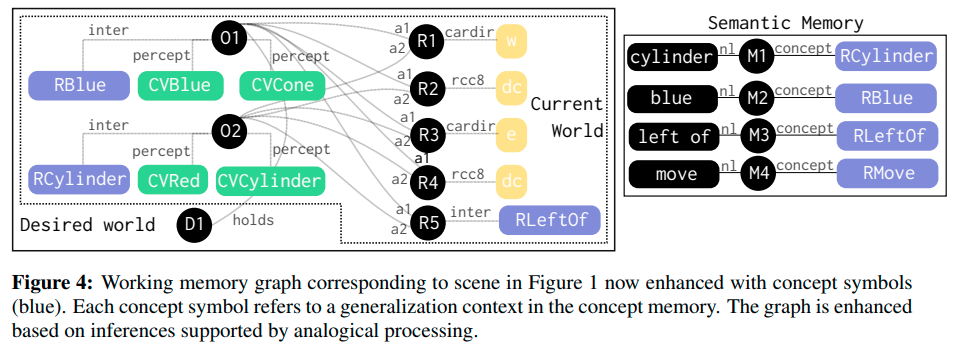 Semantic Memory
inter
O1
percept
percept
RBlue
CVBlue
CVCone
inter
O2
percept
percept
RCylinder
CVRed
CVCylinder
Desired world
D1
holds
a1
a2
R1
cardir
w
a1
a2
R2
rcc8
dc
a1
a2
R3
cardir
e
a1
a2
R4
rcc8
dc
a1
a2
R5
inter
RLeftOf
Current
World
cylinder
nl
M1
concept
RCylinder
blue
nl
M2
concept
RBlue
left of
nl
M3
concept
RLeftOf
move
nl
M4
concept
RMove
Figure 4: Working memory graph corresponding to scene in Figure 1 now enhanced with concept symbols
(blue). Each concept symbol refers to a generalization context in the concept memory. The graph is enhanced
based on inferences supported by analogical processing.